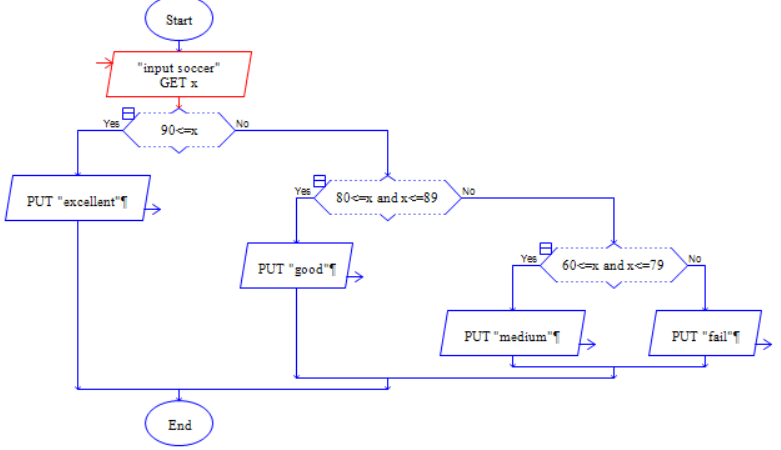 Start
"input soccer"
GET x
90<=x
Yes
No
PUT "excellent"¶
80<=x and x<=89
Yes
No
PUT "good"¶
60<=x and x<=79
Yes
No
PUT "medium"¶
PUT "fail"¶
End